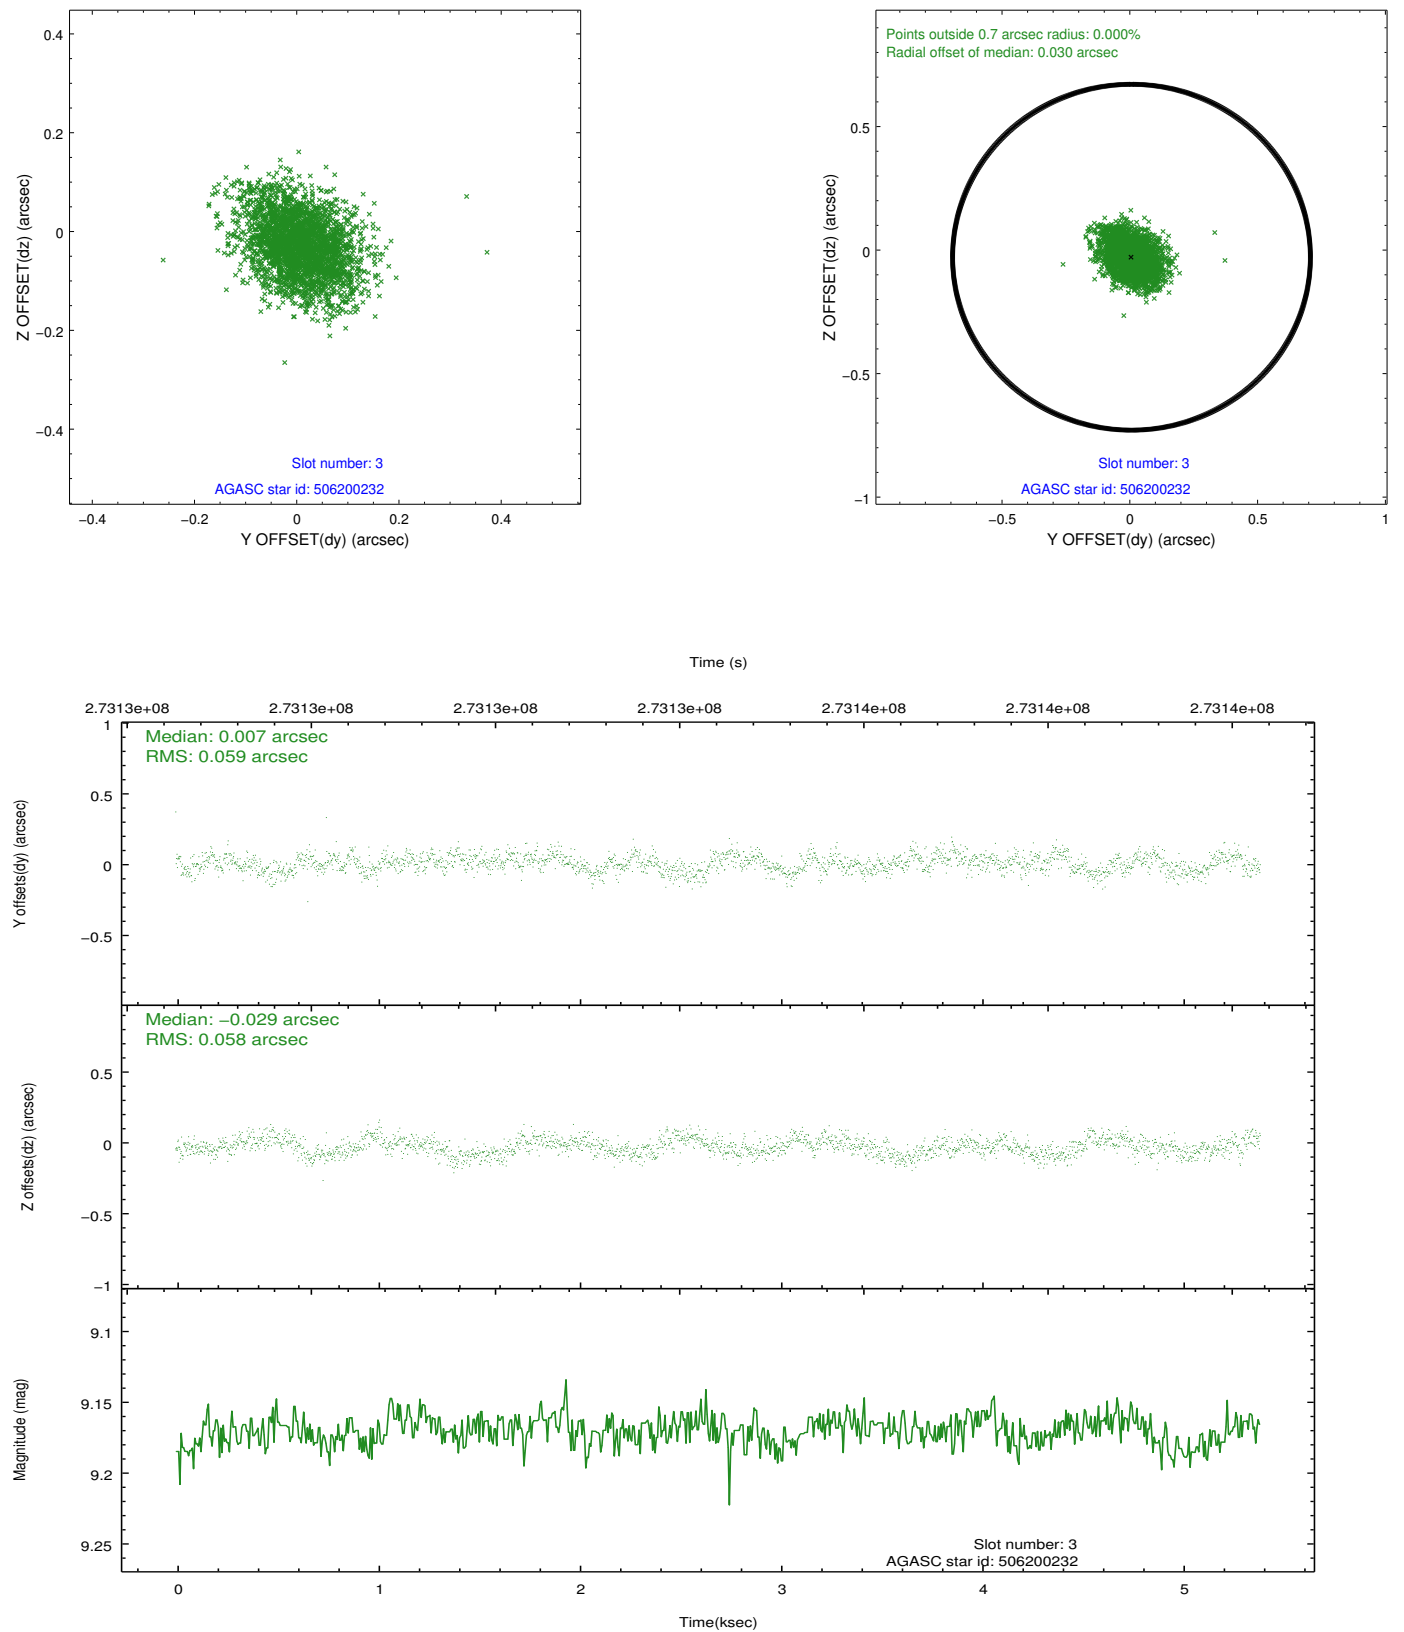 0.4
0.2
0
−0.2
−0.4
Z OFFSET(dz) (arcsec)
Slot number: 3
AGASC star id: 506200232
−0.4 −0.2 0 0.2 0.4
Y OFFSET(dy) (arcsec)
Points outside 0.7 arcsec radius: 0.000%
Radial offset of median: 0.030 arcsec
0.5
0
−0.5
−1
Z OFFSET(dz) (arcsec)
Slot number: 3
AGASC star id: 506200232
−0.5 0 0.5 1
Y OFFSET(dy) (arcsec)
Time (s)
2.7313e+08 2.7313e+08 2.7313e+08 2.7313e+08 2.7314e+08 2.7314e+08 2.7314e+08
Median: 0.007 arcsec
RMS: 0.059 arcsec
1
0.5
0
−0.5
Y offsets(dy) (arcsec)
Median: −0.029 arcsec
RMS: 0.058 arcsec
0.5
0
−0.5
−1
Z offsets(dz) (arcsec)
9.1
9.15
9.2
9.25
Magnitude (mag)
Slot number: 3
AGASC star id: 506200232
0 1 2 3 4 5
Time(ksec)